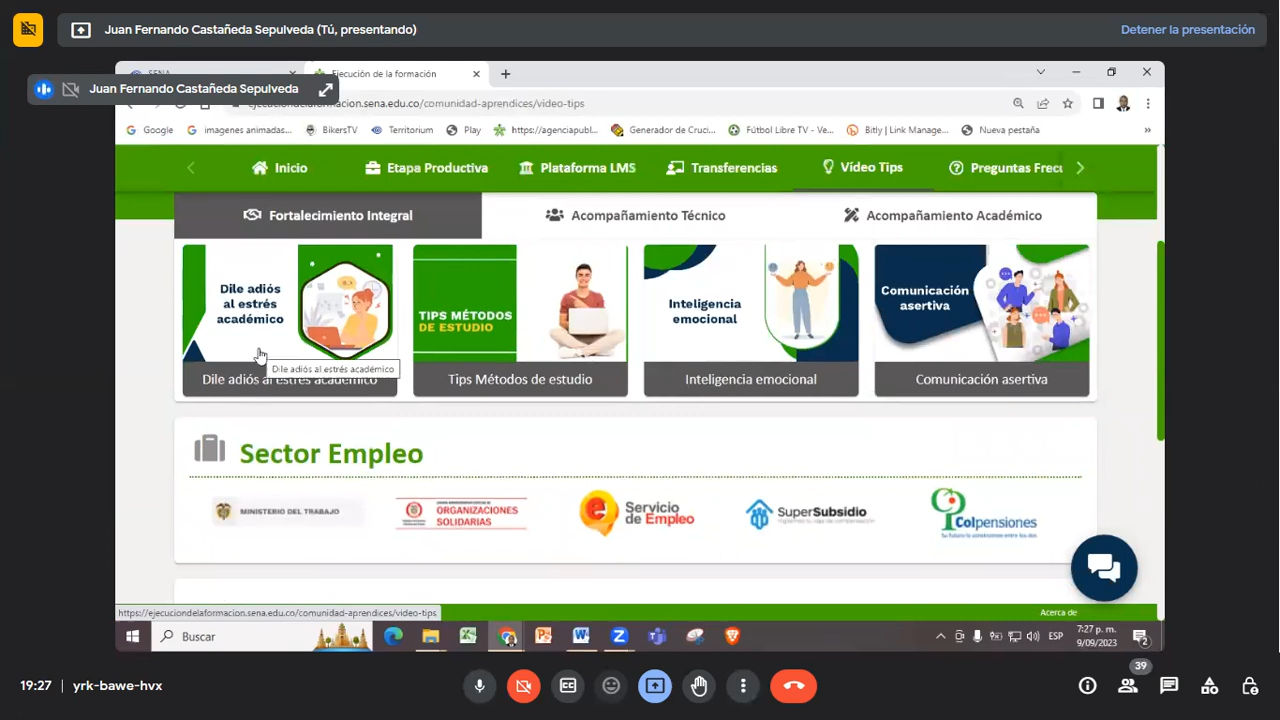 Juan Fernando Castañeda Sepulveda (Tú, presentando)
Detener la presentación
SENA
Ejecución de la formación
Juan Fernando Castañeda Sepulveda
ejecuciondelaformacion.sena.edu.co/comunidad-aprendices/video-tips
Google
imagenes animadas...
BikersTV
Territorium
Play
https://agenciapubl...
Generador de Cruci...
Fútbol Libre TV - Ve...
Bitly | Link Manage...
Nueva pestaña
»
Inicio
Etapa Productiva
Plataforma LMS
Transferencias
Vídeo Tips
Preguntas Frecu
Fortalecimiento Integral
Acompañamiento Técnico
Acompañamiento Académico
Dile adiós
al estrés
académico
TIPS MÉTODOS
DE ESTUDIO
Inteligencia
emocional
Comunicación
asertiva
Dile adiós al estrés académico
Dile adiós al estrés académico
Tips Métodos de estudio
Inteligencia emocional
Comunicación asertiva
Sector Empleo
MINISTERIO DEL TRABAJO
ORGANIZACIONES
SOLIDARIAS
Servicio
de Empleo
SuperSubsidio
Colpensiones
https://ejecuciondelaformacion.sena.edu.co/comunidad-aprendices/video-tips
Acerca de
Buscar
ESP
7:27 p. m.
9/09/2023
2
19:27 | yrk-bawe-hvx
39